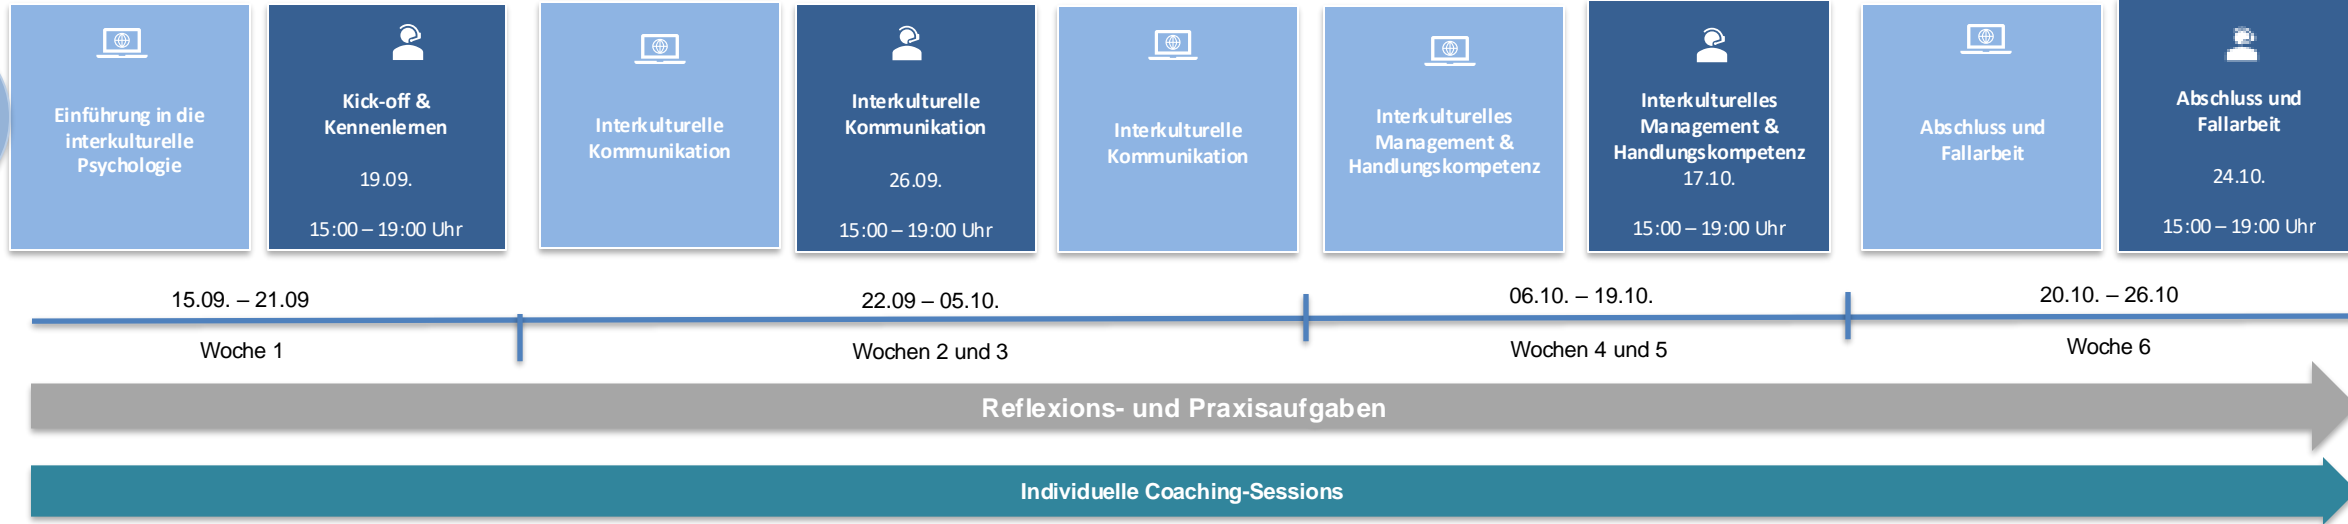 Einführung in die
interkulturelle
Psychologie
Kick-off &
Kennenlernen
19.09.
15:00 – 19:00 Uhr
Interkulturelle
Kommunikation
Interkulturelle
Kommunikation
26.09.
15:00 – 19:00 Uhr
Interkulturelle
Kommunikation
Interkulturelles
Management &
Handlungskompetenz
Interkulturelles
Management &
Handlungskompetenz
17.10.
15:00 – 19:00 Uhr
Abschluss und
Fallarbeit
Abschluss und
Fallarbeit
24.10.
15:00 – 19:00 Uhr
15.09. – 21.09
22.09 – 05.10.
06.10. – 19.10.
20.10. – 26.10
Woche 1
Wochen 2 und 3
Wochen 4 und 5
Woche 6
Reflexions- und Praxisaufgaben
Individuelle Coaching-Sessions